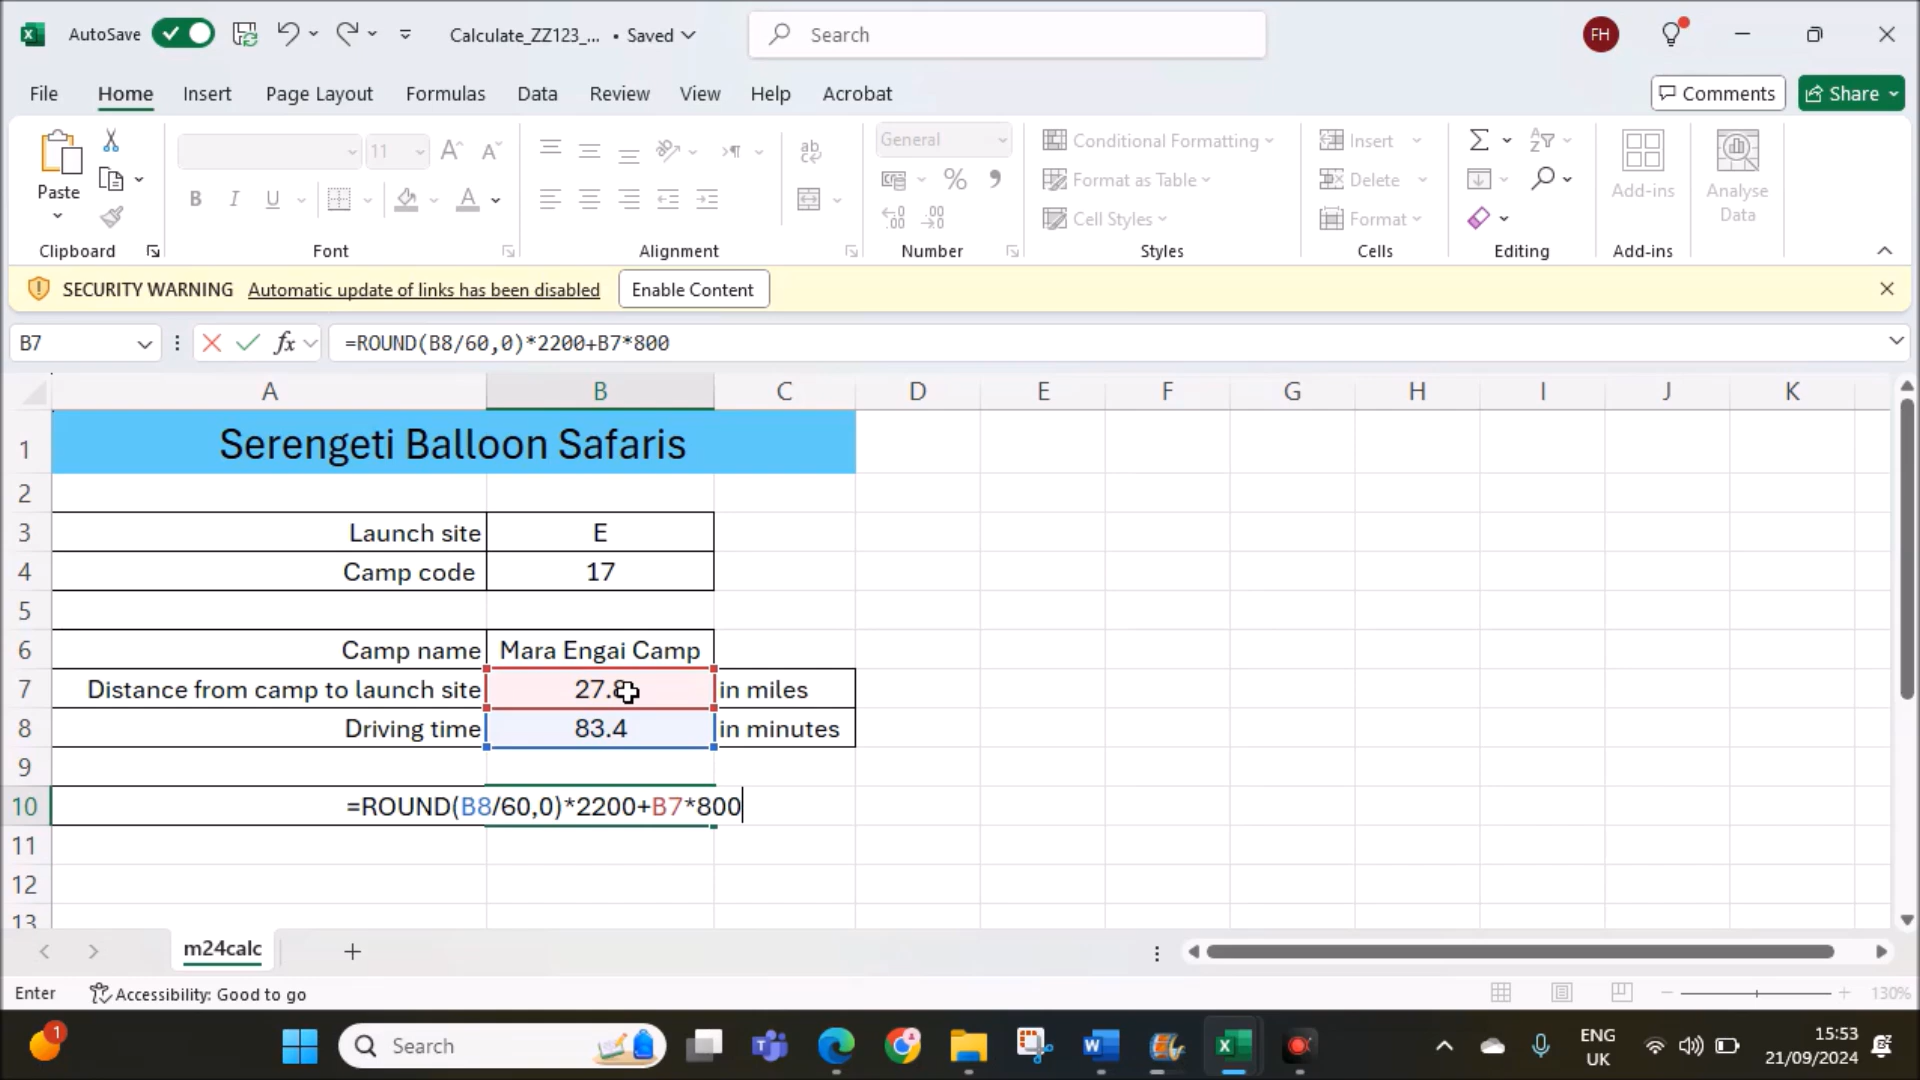 AutoSave Calculate_ZZ123_... • Saved Search FH
File Home Insert Page Layout Formulas Data Review View Help Acrobat Comments Share
Paste 11 A^ A B I U A General % 9 Conditional Formatting Format as Table Cell Styles Insert Delete Format Σ Add-ins Analyse Data
Clipboard Font Alignment Number Styles Cells Editing Add-ins
SECURITY WARNING Automatic update of links has been disabled Enable Content
B7 fx =ROUND(B8/60,0)*2200+B7*800
A B C D E F G H I J K
1 Serengeti Balloon Safaris
2
3 Launch site E
4 Camp code 17
5
6 Camp name Mara Engai Camp
7 Distance from camp to launch site in miles
8 Driving time 83.4 in minutes
9
10 =ROUND(B8/60,0)*2200+B7*800
11
12
13
m24calc
Enter Accessibility: Good to go 130%
1 Search ENG UK 15:53 21/09/2024